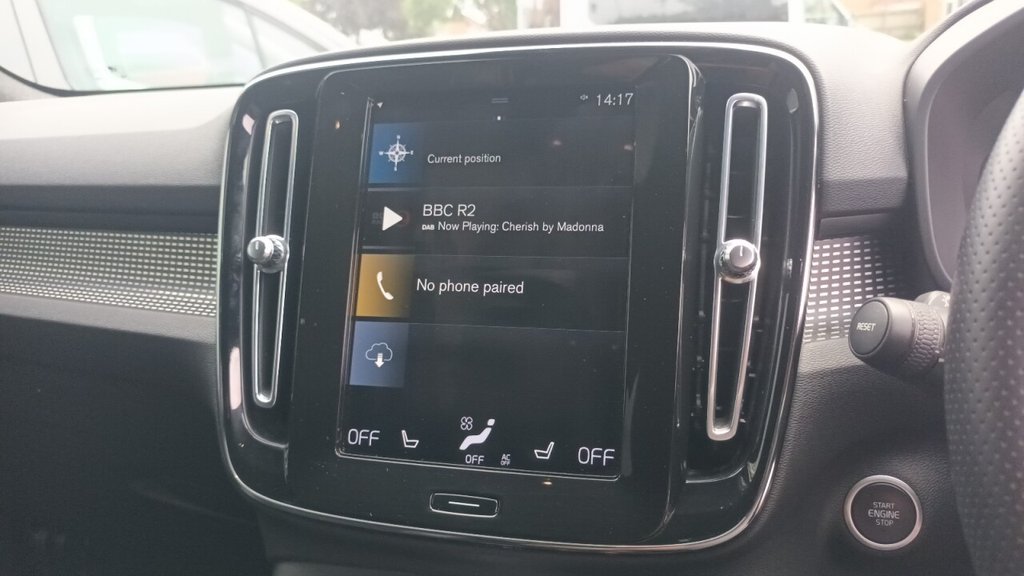 14:17
Current position
BBC R2
DAB Now Playing: Cherish by Madonna
No phone paired
OFF
OFF
AC OFF
OFF
RESET
START
ENGINE
STOP